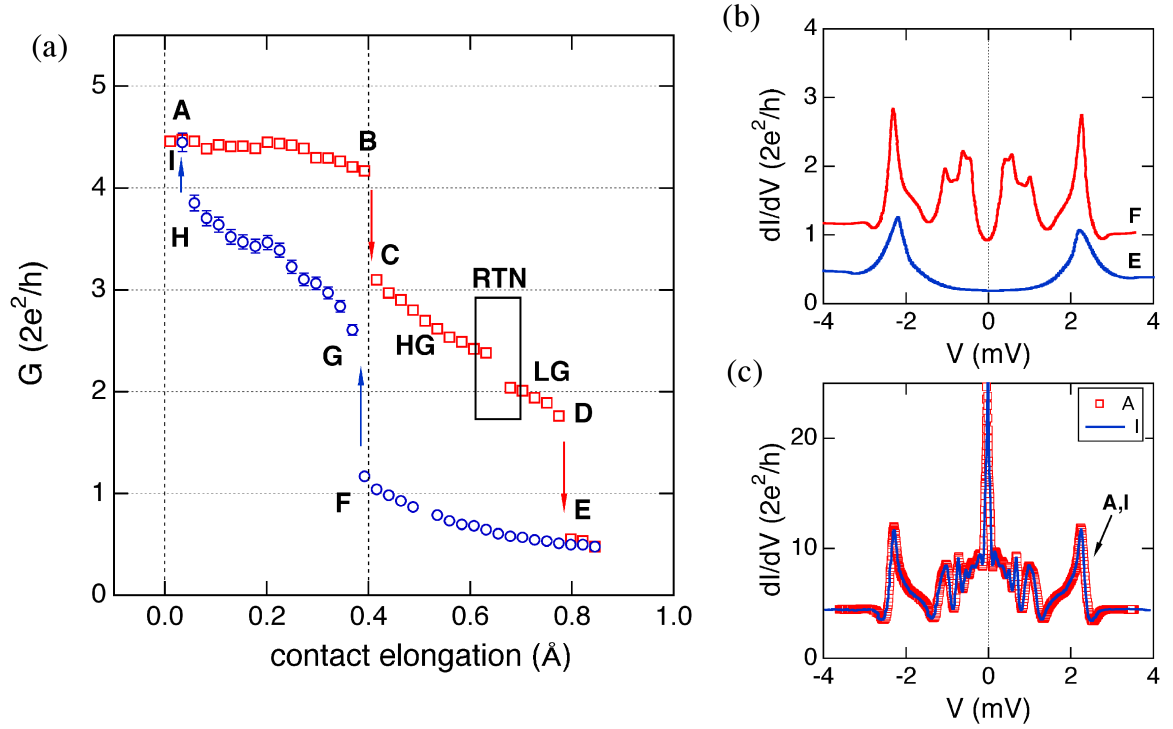 (a)
G (2e²/h)
5
4
3
2
1
0
0.0 0.2 0.4 0.6 0.8 1.0
contact elongation (Å)
A
B
I
H
C
RTN
G
HG
LG
D
F
E
(b)
dI/dV (2e²/h)
4
3
2
1
0
F
E
-4 -2 0 2 4
V (mV)
(c)
dI/dV (2e²/h)
20
10
0
A
I
A,I
-4 -2 0 2 4
V (mV)